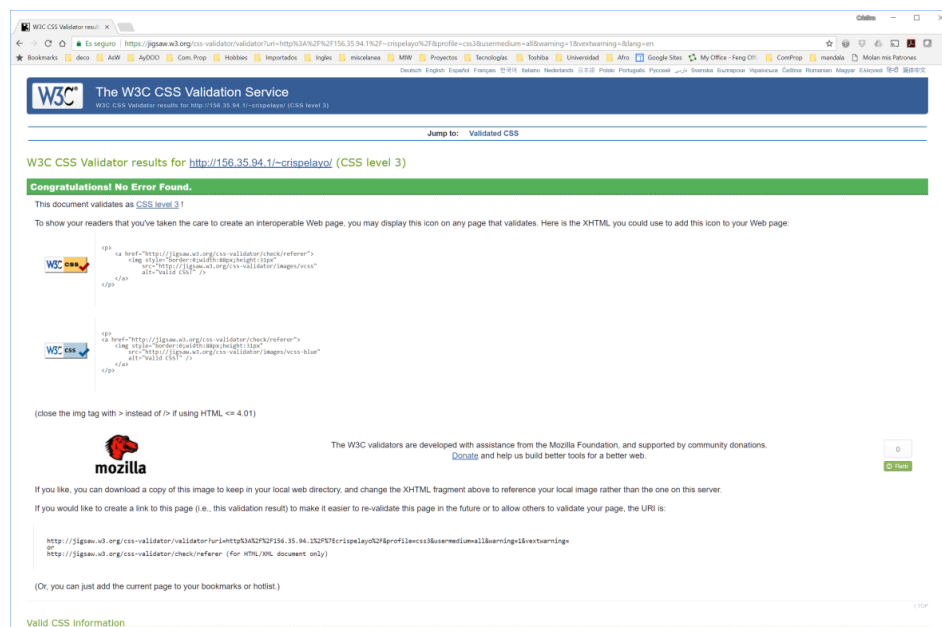 W3C CSS Validator resul
Es seguro | https://jigsaw.w3.org/css-validator/validator?uri=http%3A%2F%2F156.35.94.1%2F~crispelayo%2F&profile=css3&usermedium=all&warning=1&vextwarning=&lang=en
Bookmarks deco AsW AyDOO Com. Prop Hobbies Importados Ingles miscelanea MIW Proyectos Tecnologías Toshiba Universidad Afro Google Sites My Office - Feng ComProp mandala Molan mis Patrones
Deutsch English Español Français 한국어 Italiano Nederlands 日本語 Polski Português Русский فارسی Svenska Български Українська Čeština Romanian Magyar Ελληνικά हिन्दी 简体中文
W3C The W3C CSS Validation Service
W3C CSS Validator results for http://156.35.94.1/~crispelayo/ (CSS level 3)
Jump to: Validated CSS
W3C CSS Validator results for http://156.35.94.1/~crispelayo/ (CSS level 3)
Congratulations! No Error Found.
This document validates as CSS level 3 !
To show your readers that you've taken the care to create an interoperable Web page, you may display this icon on any page that validates. Here is the XHTML you could use to add this icon to your Web page:
<p>
<a href="http://jigsaw.w3.org/css-validator/check/referer">
<img style="border:0;width:88px;height:31px"
W3C css
src="http://jigsaw.w3.org/css-validator/images/vcss"
alt="Valid CSS!" />
</a>
</p>
<p>
<a href="http://jigsaw.w3.org/css-validator/check/referer">
<img style="border:0;width:88px;height:31px"
W3C css
src="http://jigsaw.w3.org/css-validator/images/vcss-blue"
alt="Valid CSS!" />
</a>
</p>
(close the img tag with > instead of /> if using HTML <= 4.01)
mozilla
The W3C validators are developed with assistance from the Mozilla Foundation, and supported by community donations.
Donate and help us build better tools for a better web.
0
Flattr
If you like, you can download a copy of this image to keep in your local web directory, and change the XHTML fragment above to reference your local image rather than the one on this server.
If you would like to create a link to this page (i.e., this validation result) to make it easier to re-validate this page in the future or to allow others to validate your page, the URI is:
http://jigsaw.w3.org/css-validator/validator?uri=http%3A%2F%2F156.35.94.1%2F%7Ecrispelayo%2F&profile=css3&usermedium=all&warning=1&vextwarning=
or
http://jigsaw.w3.org/css-validator/check/referer (for HTML/XML document only)
(Or, you can just add the current page to your bookmarks or hotlist.)
↑ TOP
Valid CSS information